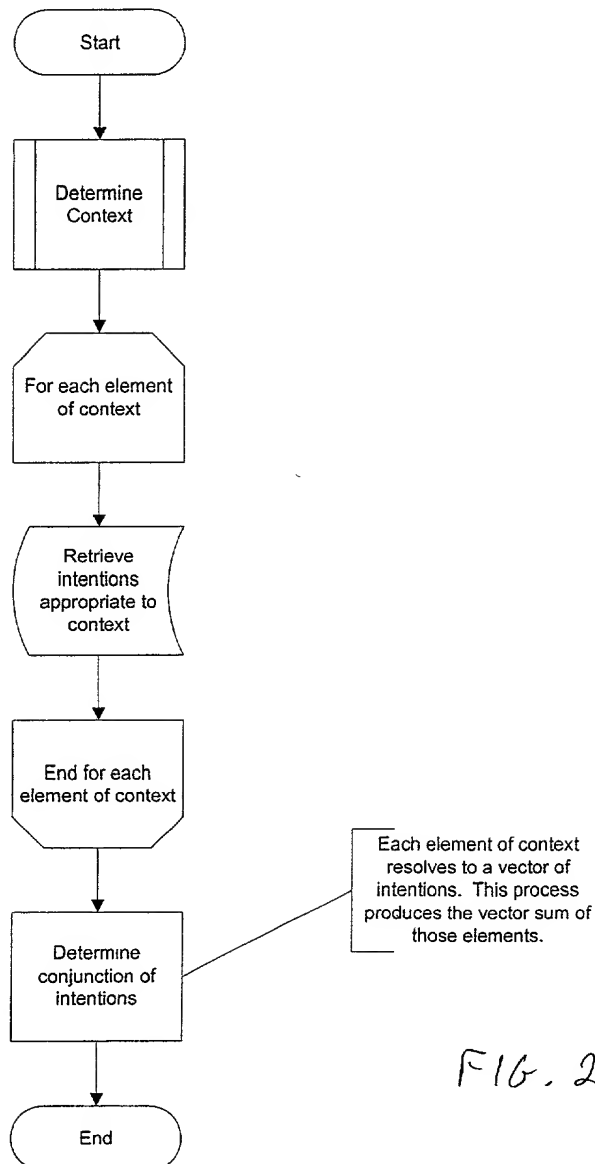 Start
Determine
Context
For each element
of context
Retrieve
intentions
appropriate to
context
End for each
element of context
Each element of context
resolves to a vector of
intentions. This process
produces the vector sum of
those elements.
Determine
conjunction of
intentions
FIG. 2
End